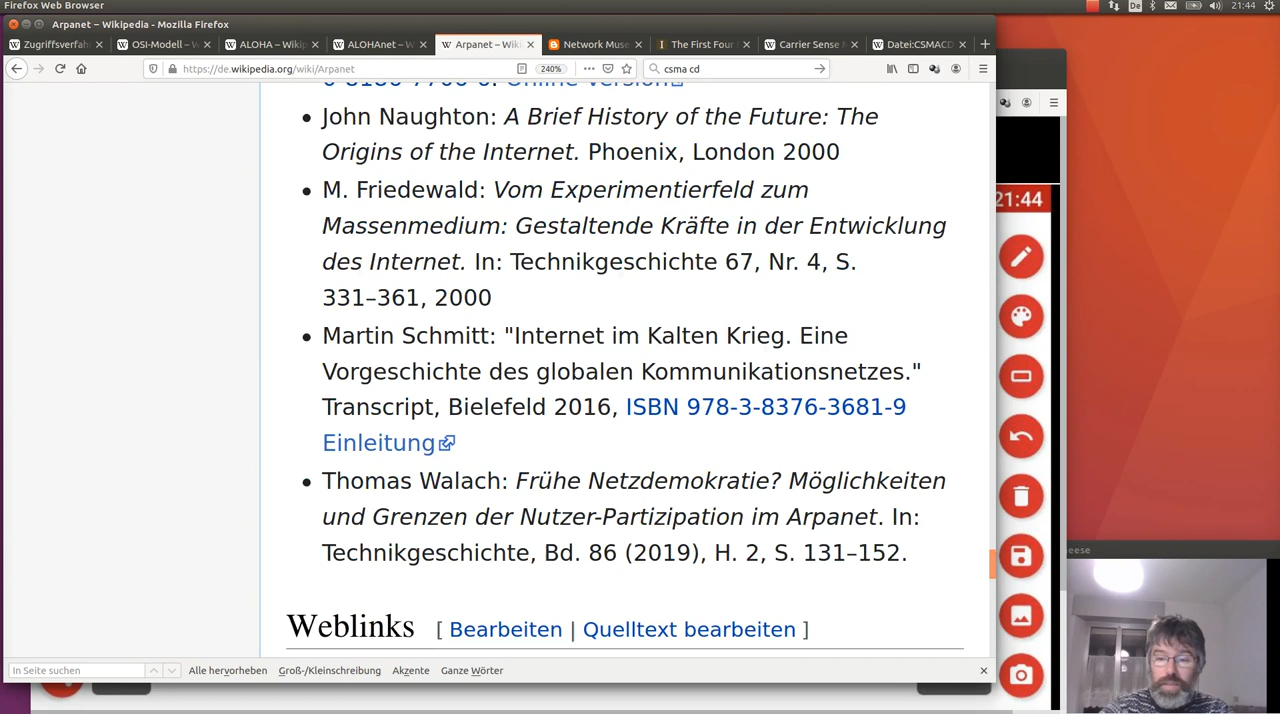 Firefox Web Browser
De
21:44
Arpanet – Wikipedia - Mozilla Firefox
Zugriffsverfah
OSI-Modell – W
ALOHA – Wikip
ALOHAnet – W
Arpanet – Wiki
Network Muse
The First Four
Carrier Sense M
Datei:CSMACD
https://de.wikipedia.org/wiki/Arpanet
240%
csma cd
John Naughton: A Brief History of the Future: The
Origins of the Internet. Phoenix, London 2000
M. Friedewald: Vom Experimentierfeld zum
Massenmedium: Gestaltende Kräfte in der Entwicklung
des Internet. In: Technikgeschichte 67, Nr. 4, S.
331–361, 2000
Martin Schmitt: "Internet im Kalten Krieg. Eine
Vorgeschichte des globalen Kommunikationsnetzes."
Transcript, Bielefeld 2016, ISBN 978-3-8376-3681-9
Einleitung
Thomas Walach: Frühe Netzdemokratie? Möglichkeiten
und Grenzen der Nutzer-Partizipation im Arpanet. In:
Technikgeschichte, Bd. 86 (2019), H. 2, S. 131–152.
Weblinks [ Bearbeiten | Quelltext bearbeiten ]
In Seite suchen
Alle hervorheben
Groß-/Kleinschreibung
Akzente
Ganze Wörter
21:44
eese